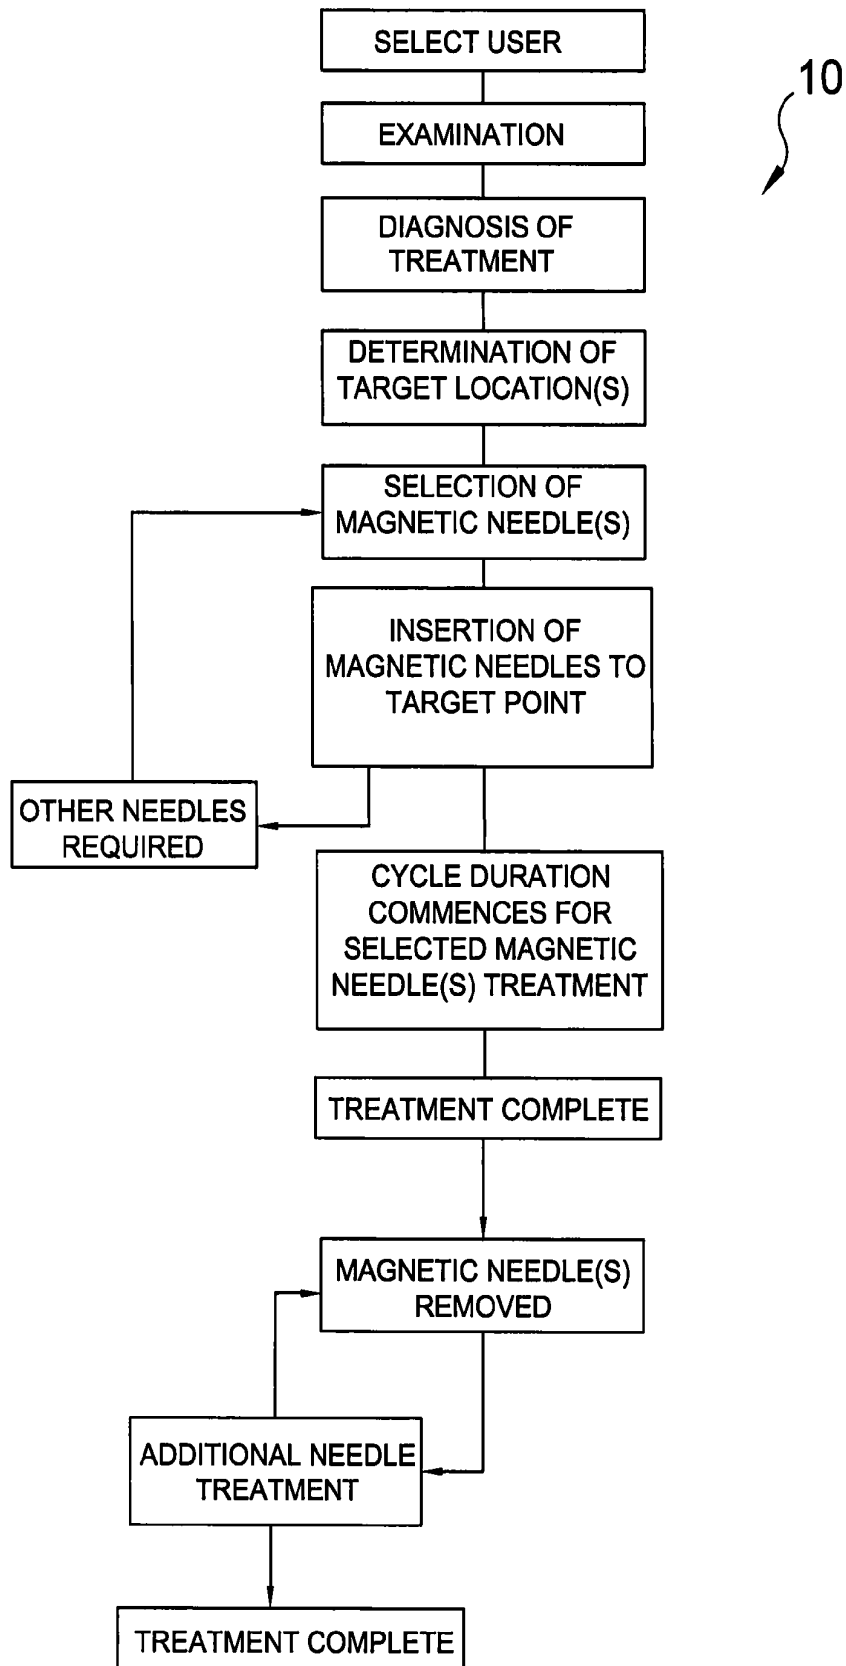 SELECT USER
10
EXAMINATION
DIAGNOSIS OF
TREATMENT
DETERMINATION OF
TARGET LOCATION(S)
SELECTION OF
MAGNETIC NEEDLE(S)
INSERTION OF
MAGNETIC NEEDLES TO
TARGET POINT
OTHER NEEDLES
REQUIRED
CYCLE DURATION
COMMENCES FOR
SELECTED MAGNETIC
NEEDLE(S) TREATMENT
TREATMENT COMPLETE
MAGNETIC NEEDLE(S)
REMOVED
ADDITIONAL NEEDLE
TREATMENT
TREATMENT COMPLETE